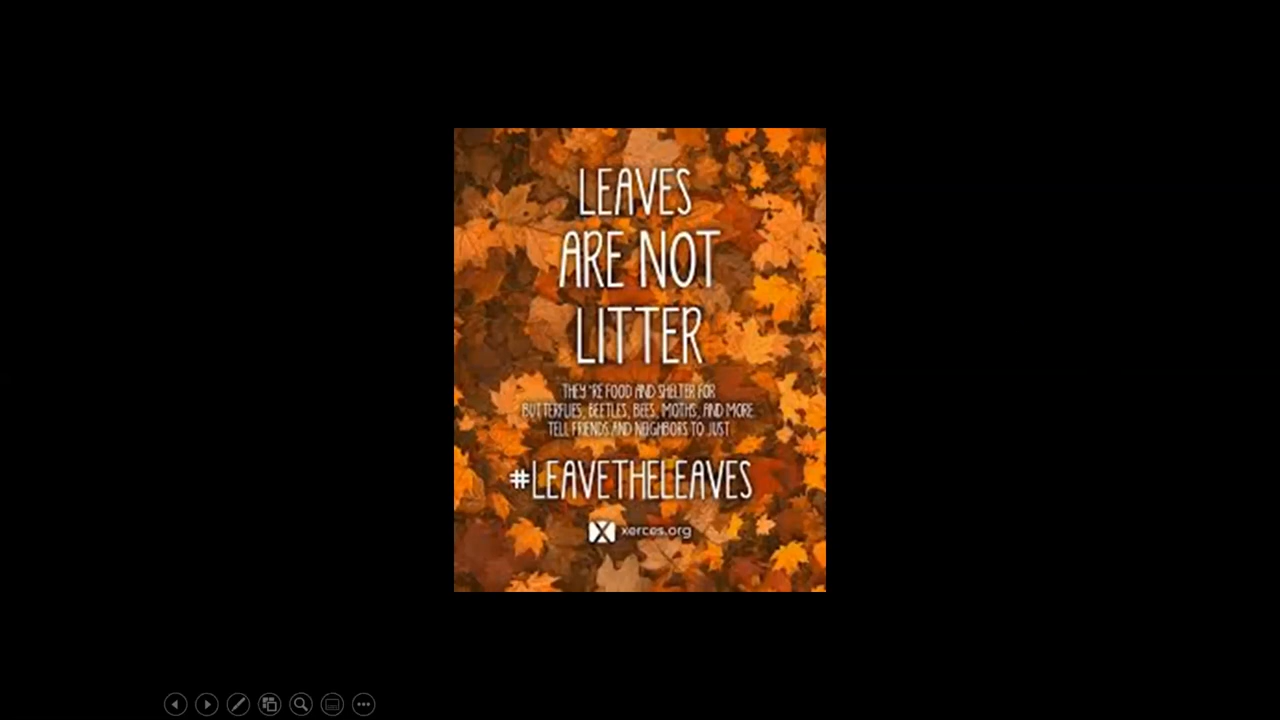 LEAVES
ARE NOT
LITTER
THEY 'RE FOOD AND SHELTER FOR
BUTTERFLIES, BEETLES, BEES, MOTHS, AND MORE
TELL FRIENDS AND NEIGHBORS TO JUST
#LEAVETHELEAVES
xerces.org